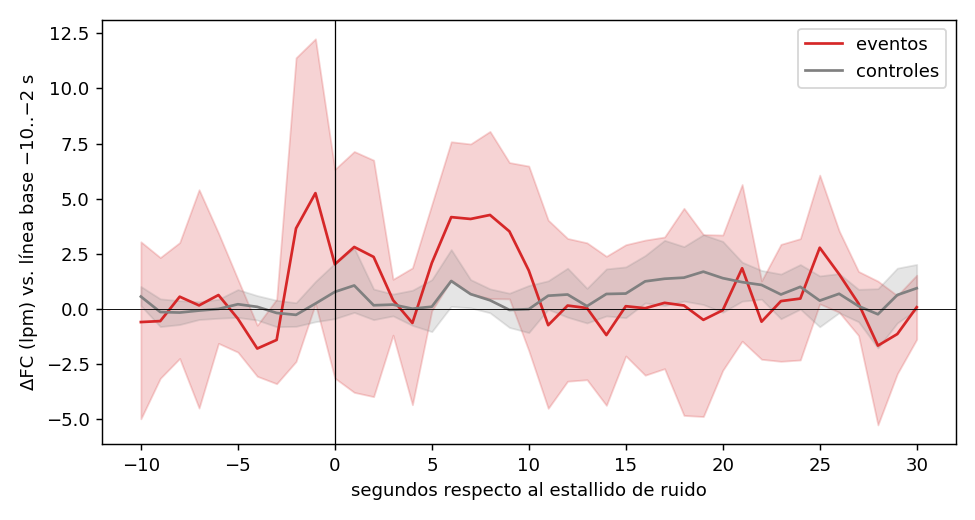 12.5
10.0
7.5
5.0
2.5
0.0
−2.5
−5.0
ΔFC (lpm) vs. línea base −10..−2 s
eventos
controles
−10 −5 0 5 10 15 20 25 30
segundos respecto al estallido de ruido